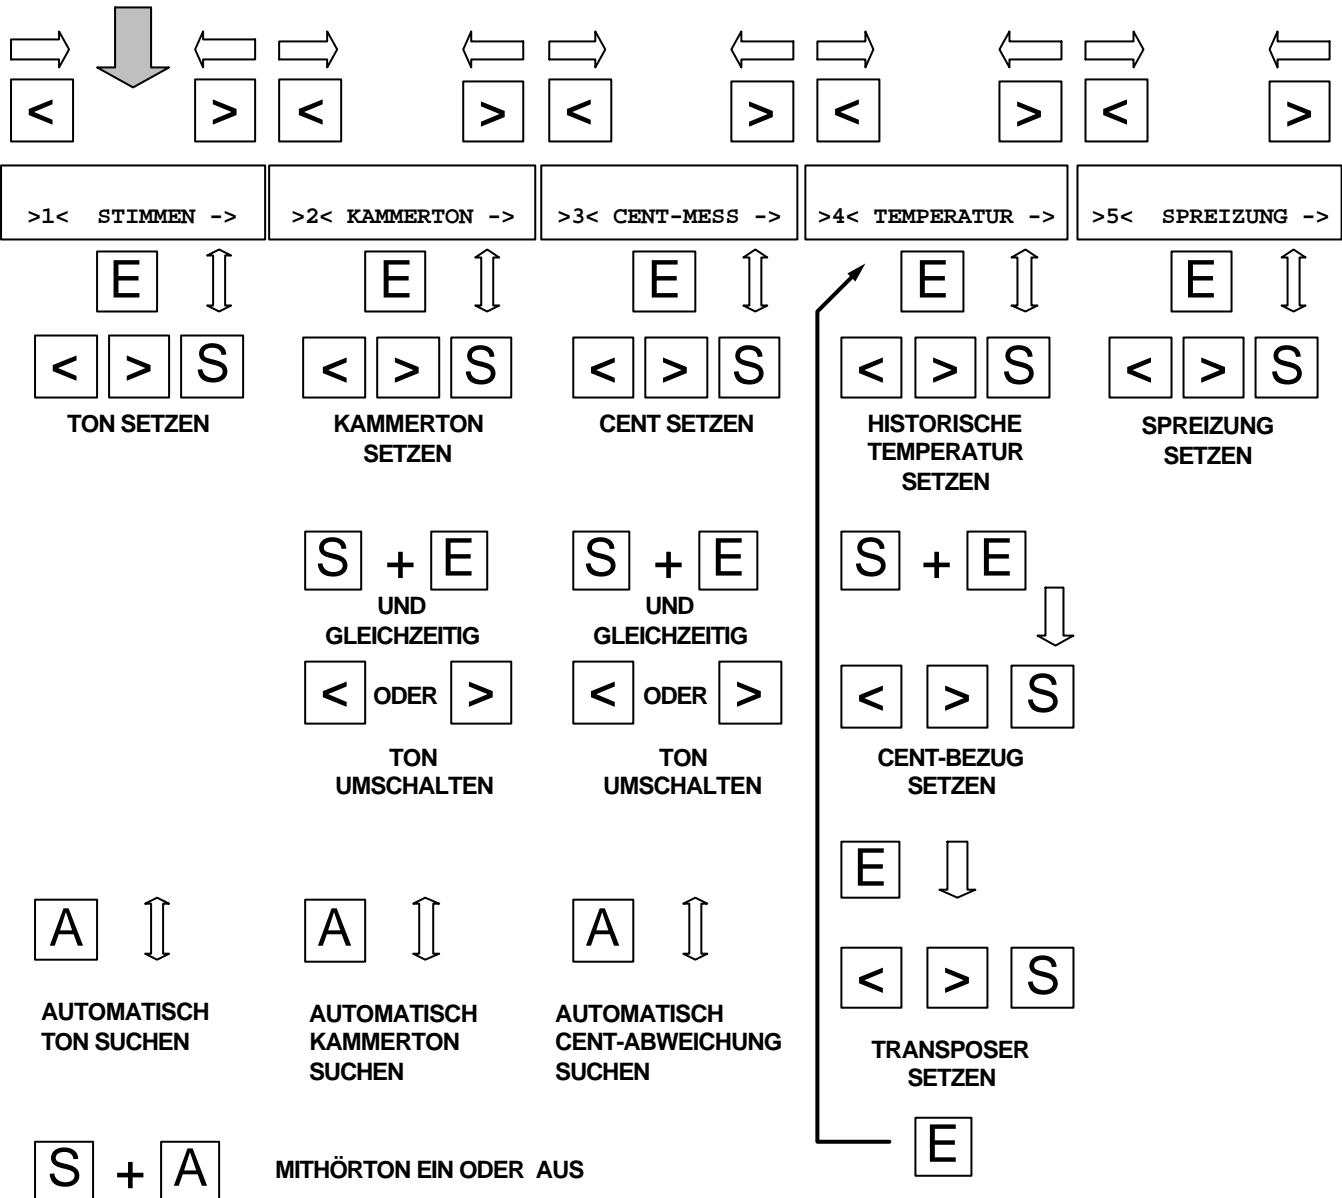 < > < > < > < > < >
>1< STIMMEN -> >2< KAMMERTON -> >3< CENT-MESS -> >4< TEMPERATUR -> >5< SPREIZUNG ->
E E E E E
< > S < > S < > S < > S < > S
TON SETZEN
KAMMERTON
SETZEN
CENT SETZEN
HISTORISCHE
TEMPERATUR
SETZEN
SPREIZUNG
SETZEN
S + E
UND
GLEICHZEITIG
< ODER >
TON
UMSCHALTEN
S + E
UND
GLEICHZEITIG
< ODER >
TON
UMSCHALTEN
S + E
< > S
CENT-BEZUG
SETZEN
E
< > S
TRANSPOSER
SETZEN
E
A
AUTOMATISCH
TON SUCHEN
A
AUTOMATISCH
KAMMERTON
SUCHEN
A
AUTOMATISCH
CENT-ABWEICHUNG
SUCHEN
S + A MITHÖRTON EIN ODER AUS